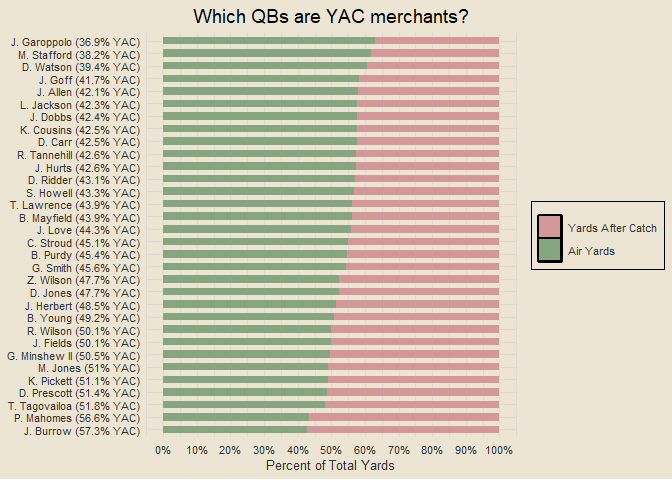 Which QBs are YAC merchants?
J. Garoppolo (36.9% YAC)
M. Stafford (38.2% YAC)
D. Watson (39.4% YAC)
J. Goff (41.7% YAC)
J. Allen (42.1% YAC)
L. Jackson (42.3% YAC)
J. Dobbs (42.4% YAC)
K. Cousins (42.5% YAC)
D. Carr (42.5% YAC)
R. Tannehill (42.6% YAC)
J. Hurts (42.6% YAC)
D. Ridder (43.1% YAC)
S. Howell (43.3% YAC)
T. Lawrence (43.9% YAC)
B. Mayfield (43.9% YAC)
J. Love (44.3% YAC)
C. Stroud (45.1% YAC)
B. Purdy (45.4% YAC)
G. Smith (45.6% YAC)
Z. Wilson (47.7% YAC)
D. Jones (47.7% YAC)
J. Herbert (48.5% YAC)
B. Young (49.2% YAC)
R. Wilson (50.1% YAC)
J. Fields (50.1% YAC)
G. Minshew II (50.5% YAC)
M. Jones (51% YAC)
K. Pickett (51.1% YAC)
D. Prescott (51.4% YAC)
T. Tagovailoa (51.8% YAC)
P. Mahomes (56.6% YAC)
J. Burrow (57.3% YAC)
0% 10% 20% 30% 40% 50% 60% 70% 80% 90% 100%
Percent of Total Yards
Yards After Catch
Air Yards